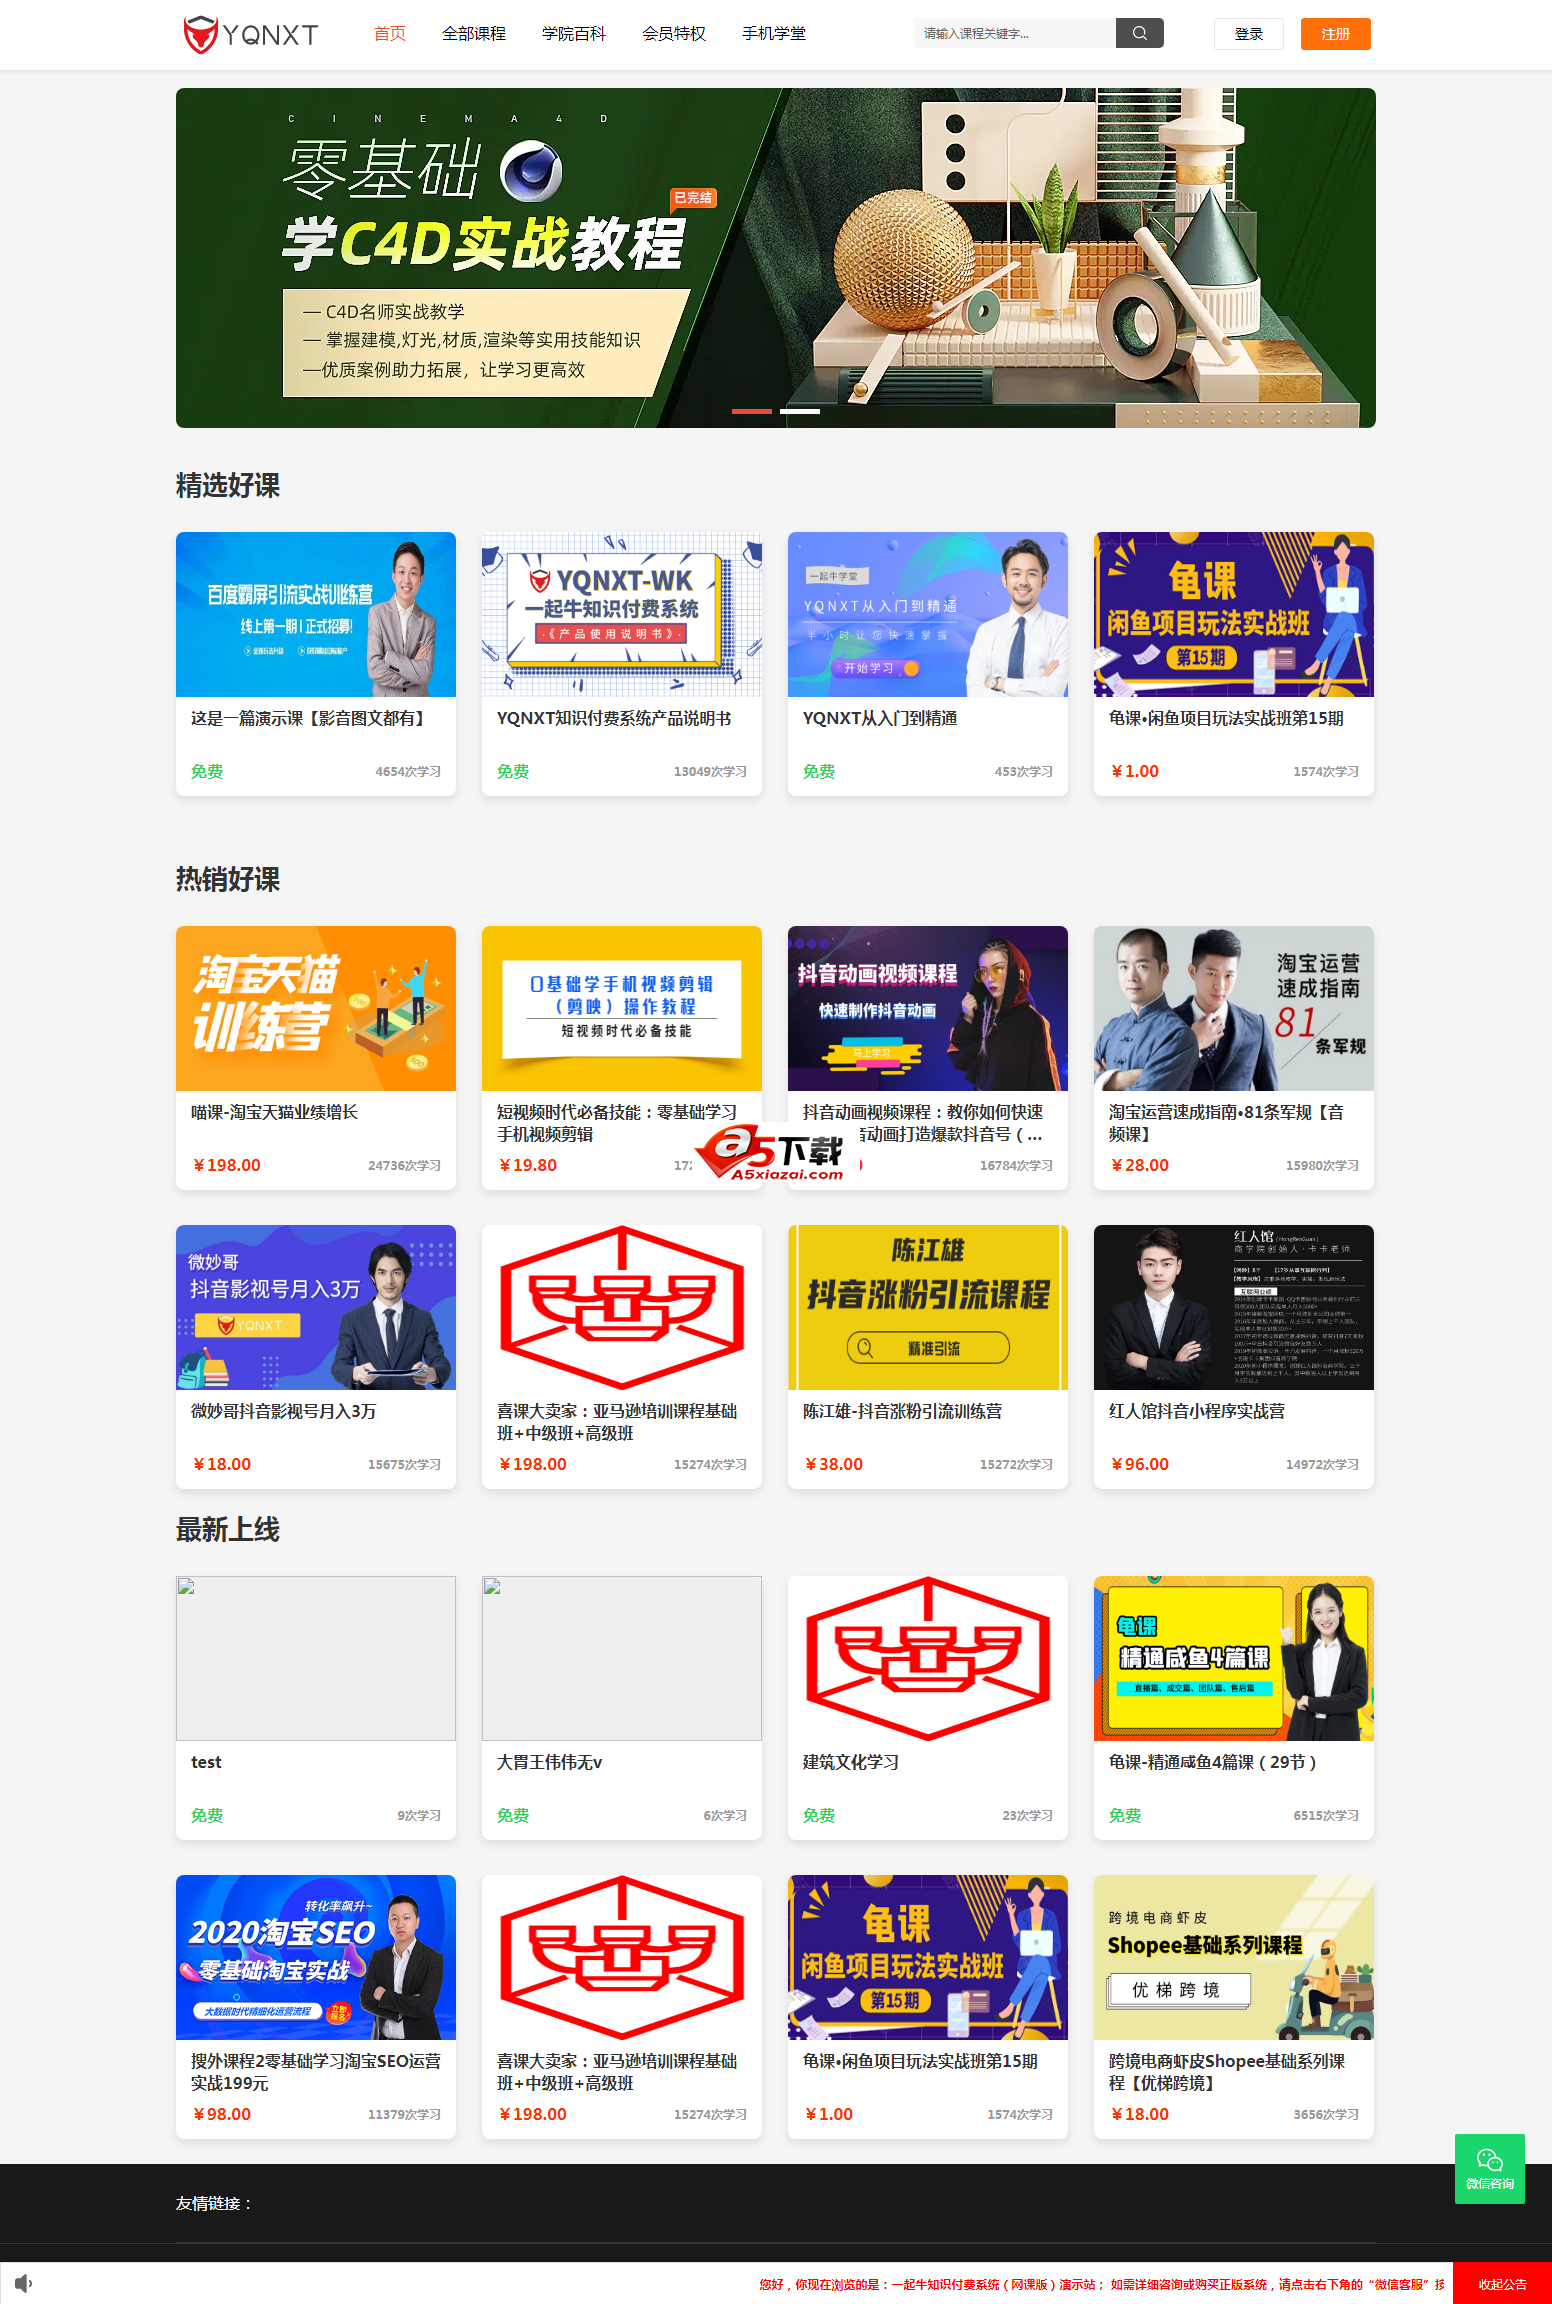 YQNXT
首页
全部课程
学院百科
会员特权
手机学堂
请输入课程关键字...
登录
注册
CINEMA4D
零基础
已完结
学C4D实战教程
— C4D名师实战教学
— 掌握建模,灯光,材质,渲染等实用技能知识
—优质案例助力拓展，让学习更高效
精选好课
百度霸屏引流实战训练营
线上第一期 | 正式招募!
YQNXT-WK
一起牛知识付费系统
·《产品使用说明书》·
一起牛学堂
YQNXT从入门到精通
半小时让您快速掌握
开始学习
龟课
闲鱼项目玩法实战班
第15期
这是一篇演示课【影音图文都有】
免费
4654次学习
YQNXT知识付费系统产品说明书
免费
13049次学习
YQNXT从入门到精通
免费
453次学习
龟课•闲鱼项目玩法实战班第15期
￥1.00
1574次学习
热销好课
淘宝天猫
训练营
0基础学手机视频剪辑
（剪映）操作教程
短视频时代必备技能
抖音动画视频课程
快速制作抖音动画
马上学习
淘宝运营
速成指南
81
条军规
喵课-淘宝天猫业绩增长
￥198.00
24736次学习
短视频时代必备技能：零基础学习
手机视频剪辑
￥19.80
抖音动画视频课程：教你如何快速
音动画打造爆款抖音号（...
16784次学习
淘宝运营速成指南•81条军规【音
频课】
￥28.00
15980次学习
a5下载
A5xiazai.com
微妙哥
抖音影视号月入3万
YQNXT
陈江雄
抖音涨粉引流课程
精准引流
红人馆 (HongRenGuan)
商学院创始人·卡卡老师
互联网业绩
微妙哥抖音影视号月入3万
￥18.00
15675次学习
喜课大卖家：亚马逊培训课程基础
班+中级班+高级班
￥198.00
15274次学习
陈江雄-抖音涨粉引流训练营
￥38.00
15272次学习
红人馆抖音小程序实战营
￥96.00
14972次学习
最新上线
龟课
精通咸鱼4篇课
直播篇、成交篇、团队篇、售后篇
test
免费
9次学习
大胃王伟伟无v
免费
6次学习
建筑文化学习
免费
23次学习
龟课-精通咸鱼4篇课（29节）
免费
6515次学习
转化率飙升~
2020淘宝SEO
零基础淘宝实战
大数据时代精细化运营流程
立即
报名
龟课
闲鱼项目玩法实战班
第15期
跨境电商虾皮
Shopee基础系列课程
优梯跨境
搜外课程2零基础学习淘宝SEO运营
实战199元
￥98.00
11379次学习
喜课大卖家：亚马逊培训课程基础
班+中级班+高级班
￥198.00
15274次学习
龟课•闲鱼项目玩法实战班第15期
￥1.00
1574次学习
跨境电商虾皮Shopee基础系列课
程【优梯跨境】
￥18.00
3656次学习
微信咨询
友情链接：
您好，你现在浏览的是：一起牛知识付费系统（网课版）演示站； 如需详细咨询或购买正版系统，请点击右下角的“微信客服”按
收起公告